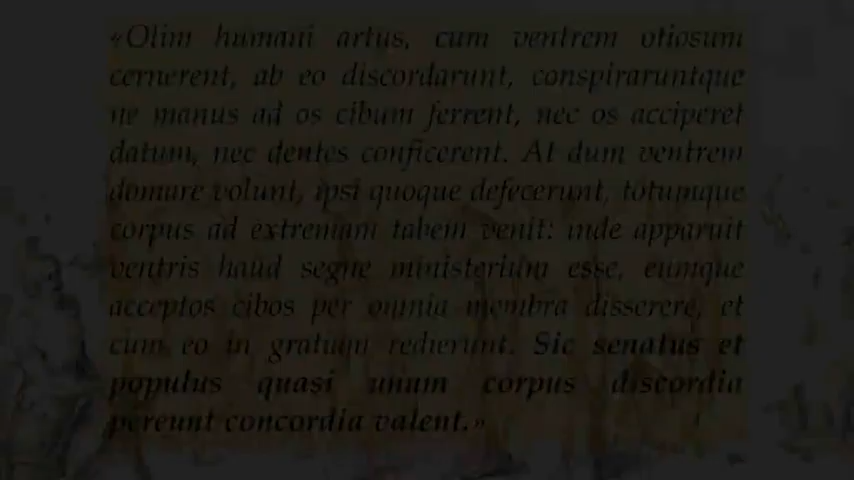 «Olim humani artus, cum ventrem otiosum
cernerent, ab eo discordarunt, conspiraruntque
ne manus ad os cibum ferrent, nec os acciperet
datum, nec dentes conficerent. At dum ventrem
domare volunt, ipsi quoque defecerunt, totumque
corpus ad extremam tabem venit: inde apparuit
ventris haud segne ministerium esse, eumque
acceptos cibos per omnia membra disserere, et
cum eo in gratiam redierunt. Sic senatus et
populus quasi unum corpus discordia
pereunt concordia valent.»